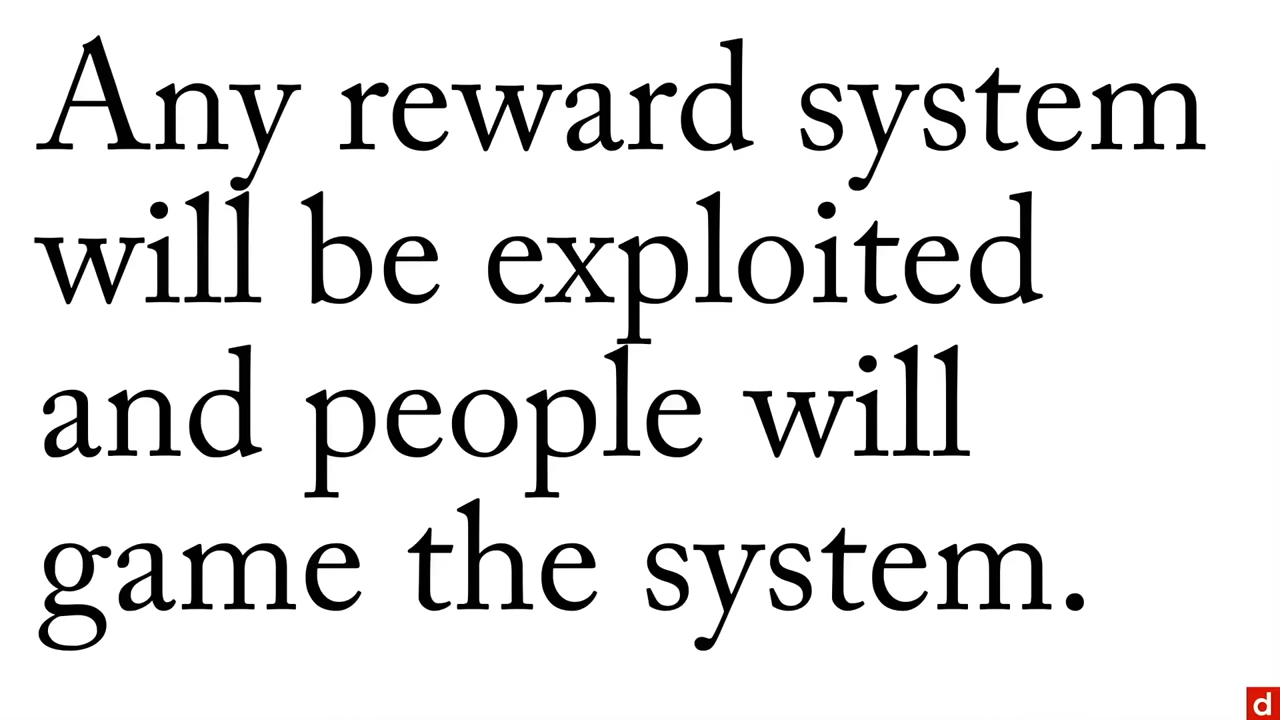 Any reward system
will be exploited
and people will
game the system.
d